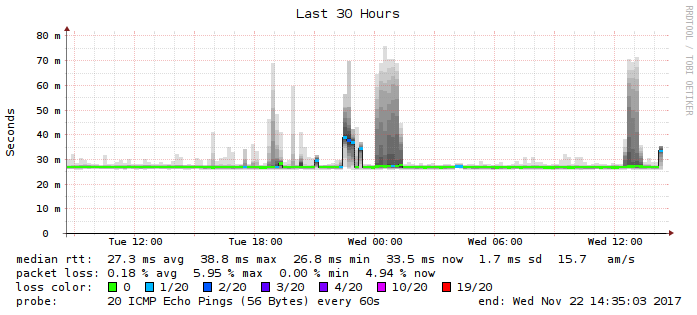 Last 30 Hours
RRDTOOL / TOBI OETIKER
Seconds
80 m
70 m
60 m
50 m
40 m
30 m
20 m
10 m
0
Tue 12:00 Tue 18:00 Wed 00:00 Wed 06:00 Wed 12:00
median rtt: 27.3 ms avg 38.8 ms max 26.8 ms min 33.5 ms now 1.7 ms sd 15.7 am/s
packet loss: 0.18 % avg 5.95 % max 0.00 % min 4.94 % now
loss color: 0 1/20 2/20 3/20 4/20 10/20 19/20
probe: 20 ICMP Echo Pings (56 Bytes) every 60s end: Wed Nov 22 14:35:03 2017